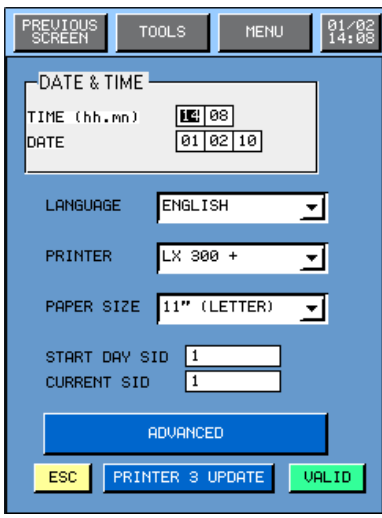 PREVIOUS SCREEN TOOLS MENU 01/02 14:08
DATE & TIME
TIME (hh.mn) 14 08
DATE 01 02 10
LANGUAGE ENGLISH
PRINTER LX 300 +
PAPER SIZE 11" (LETTER)
START DAY SID 1
CURRENT SID 1
ADVANCED
ESC PRINTER 3 UPDATE VALID